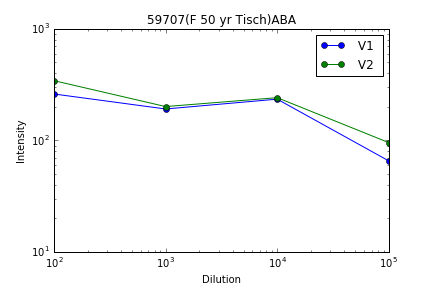 59707(F 50 yr Tisch)ABA
10³
V1
V2
10²
Intensity
10¹
10² 10³ 10⁴ 10⁵
Dilution